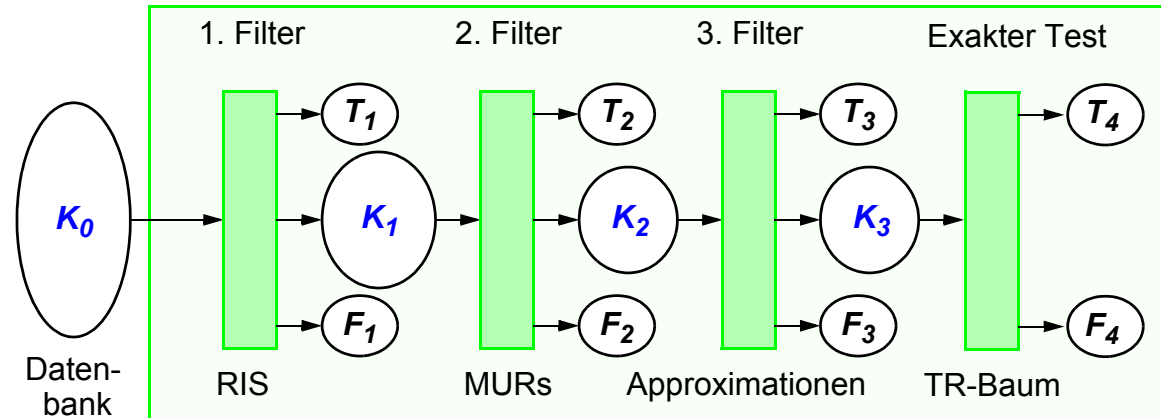 1. Filter 2. Filter 3. Filter Exakter Test
T1 T2 T3 T4
K0 K1 K2 K3
F1 F2 F3 F4
Daten-
bank
RIS MURs Approximationen TR-Baum